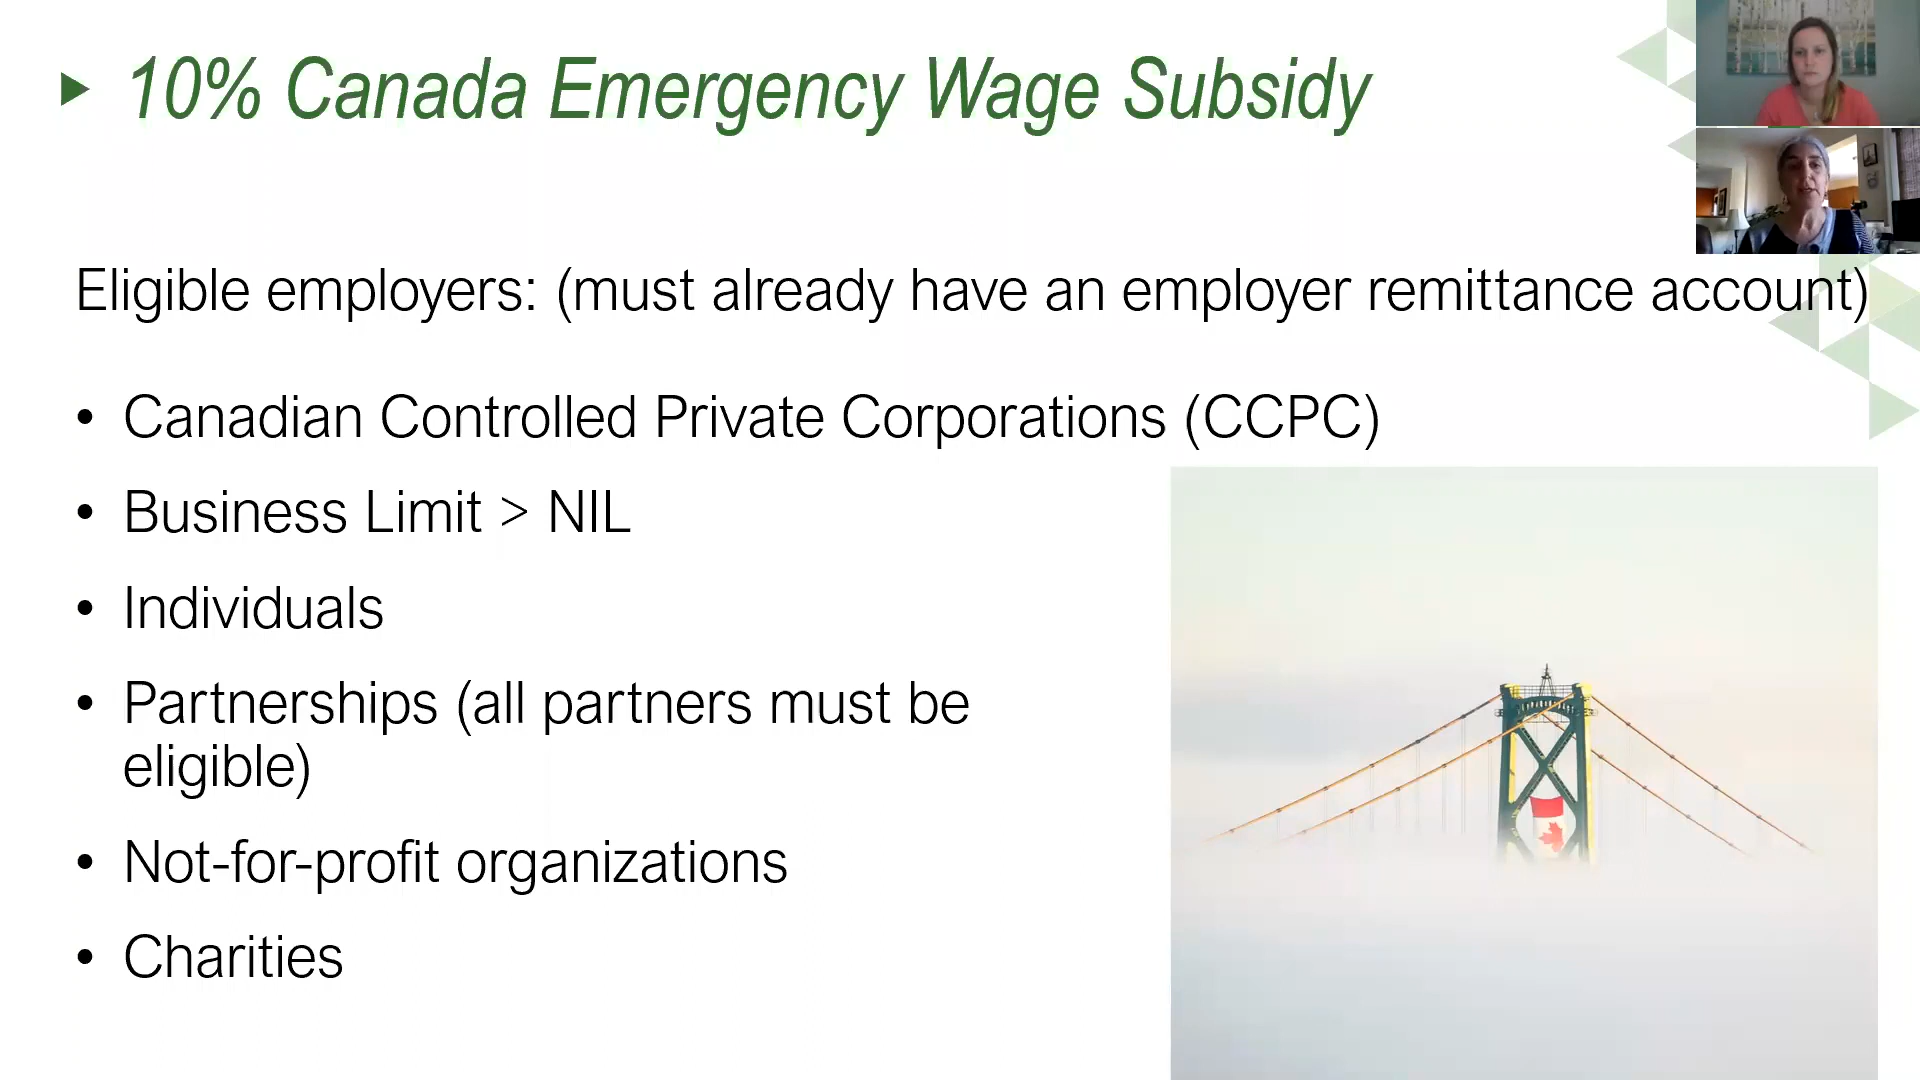 10% Canada Emergency Wage Subsidy
Eligible employers: (must already have an employer remittance account)
• Canadian Controlled Private Corporations (CCPC)
• Business Limit > NIL
• Individuals
• Partnerships (all partners must be
eligible)
• Not-for-profit organizations
• Charities